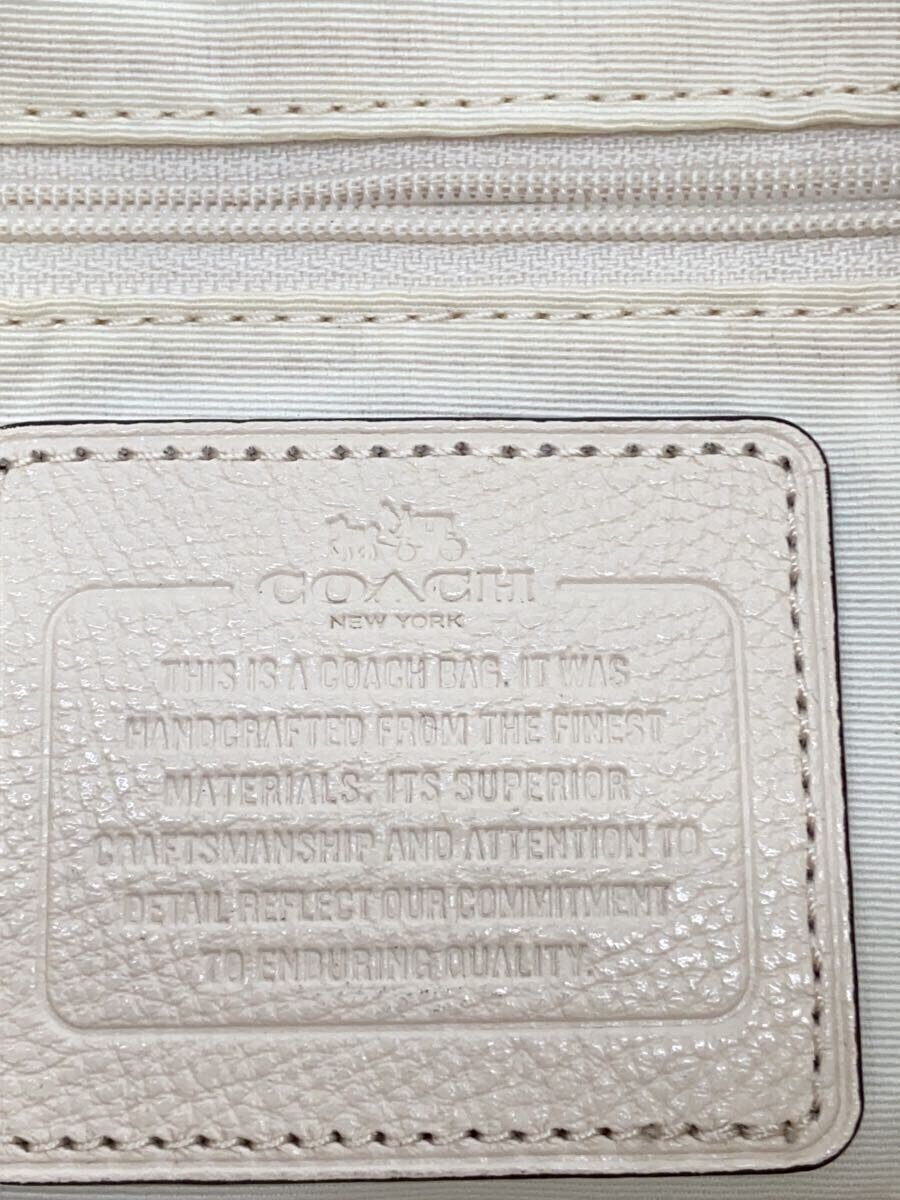 COACH
NEW YORK
THIS IS A COACH BAG. IT WAS
HANDCRAFTED FROM THE FINEST
MATERIALS. ITS SUPERIOR
CRAFTSMANSHIP AND ATTENTION TO
DETAIL REFLECT OUR COMMITMENT
TO ENDURING QUALITY.